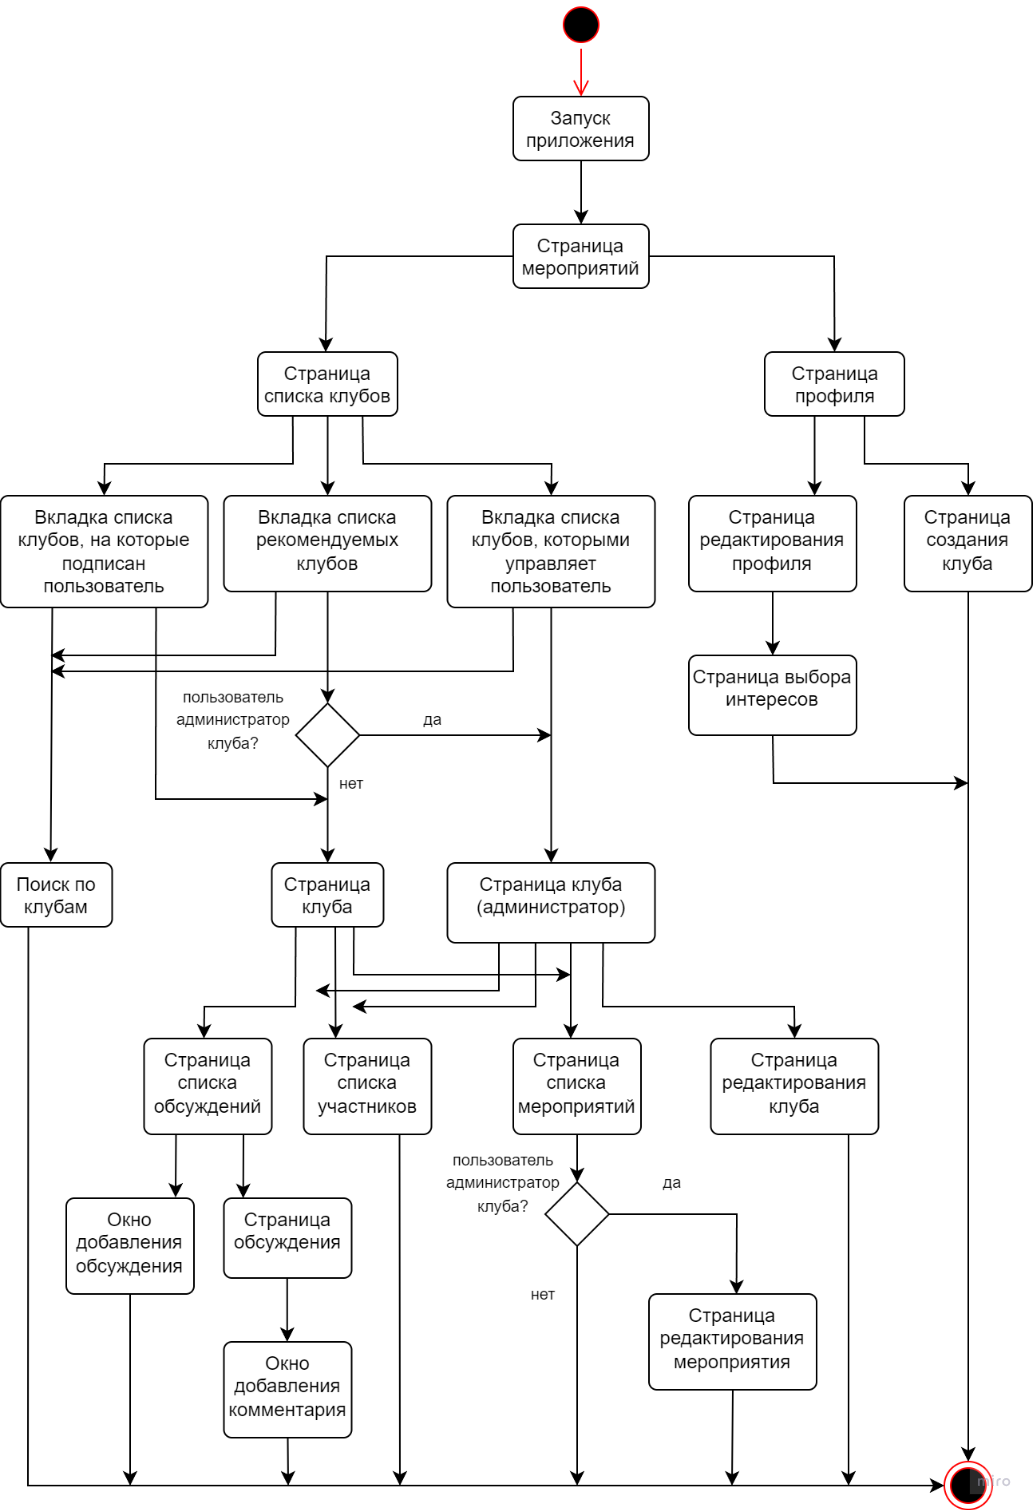 Запуск
приложения
Страница
мероприятий
Страница
списка клубов
Страница
профиля
Вкладка списка
клубов, на которые
подписан
пользователь
Вкладка списка
рекомендуемых
клубов
Вкладка списка
клубов, которыми
управляет
пользователь
Страница
редактирования
профиля
Страница
создания
клуба
Страница выбора
интересов
пользователь
администратор
клуба?
да
нет
Поиск по
клубам
Страница
клуба
Страница клуба
(администратор)
Страница
списка
обсуждений
Страница
списка
участников
Страница
списка
мероприятий
Страница
редактирования
клуба
пользователь
администратор
клуба?
да
нет
Окно
добавления
обсуждения
Страница
обсуждения
Страница
редактирования
мероприятия
Окно
добавления
комментария
miro